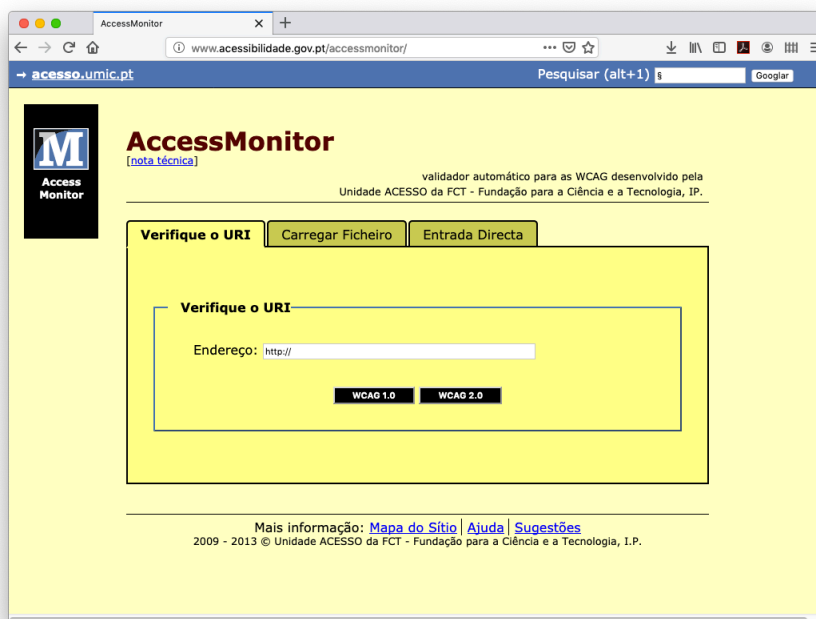 AccessMonitor
www.acessibilidade.gov.pt/accessmonitor/
→ acesso.umic.pt
Pesquisar (alt+1) § Googlar
M
Access
Monitor
AccessMonitor
[nota técnica]
validador automático para as WCAG desenvolvido pela
Unidade ACESSO da FCT - Fundação para a Ciência e a Tecnologia, IP.
Verifique o URI Carregar Ficheiro Entrada Directa
Verifique o URI
Endereço: http://
WCAG 1.0 WCAG 2.0
Mais informação: Mapa do Sítio| Ajuda| Sugestões
2009 - 2013 © Unidade ACESSO da FCT - Fundação para a Ciência e a Tecnologia, I.P.